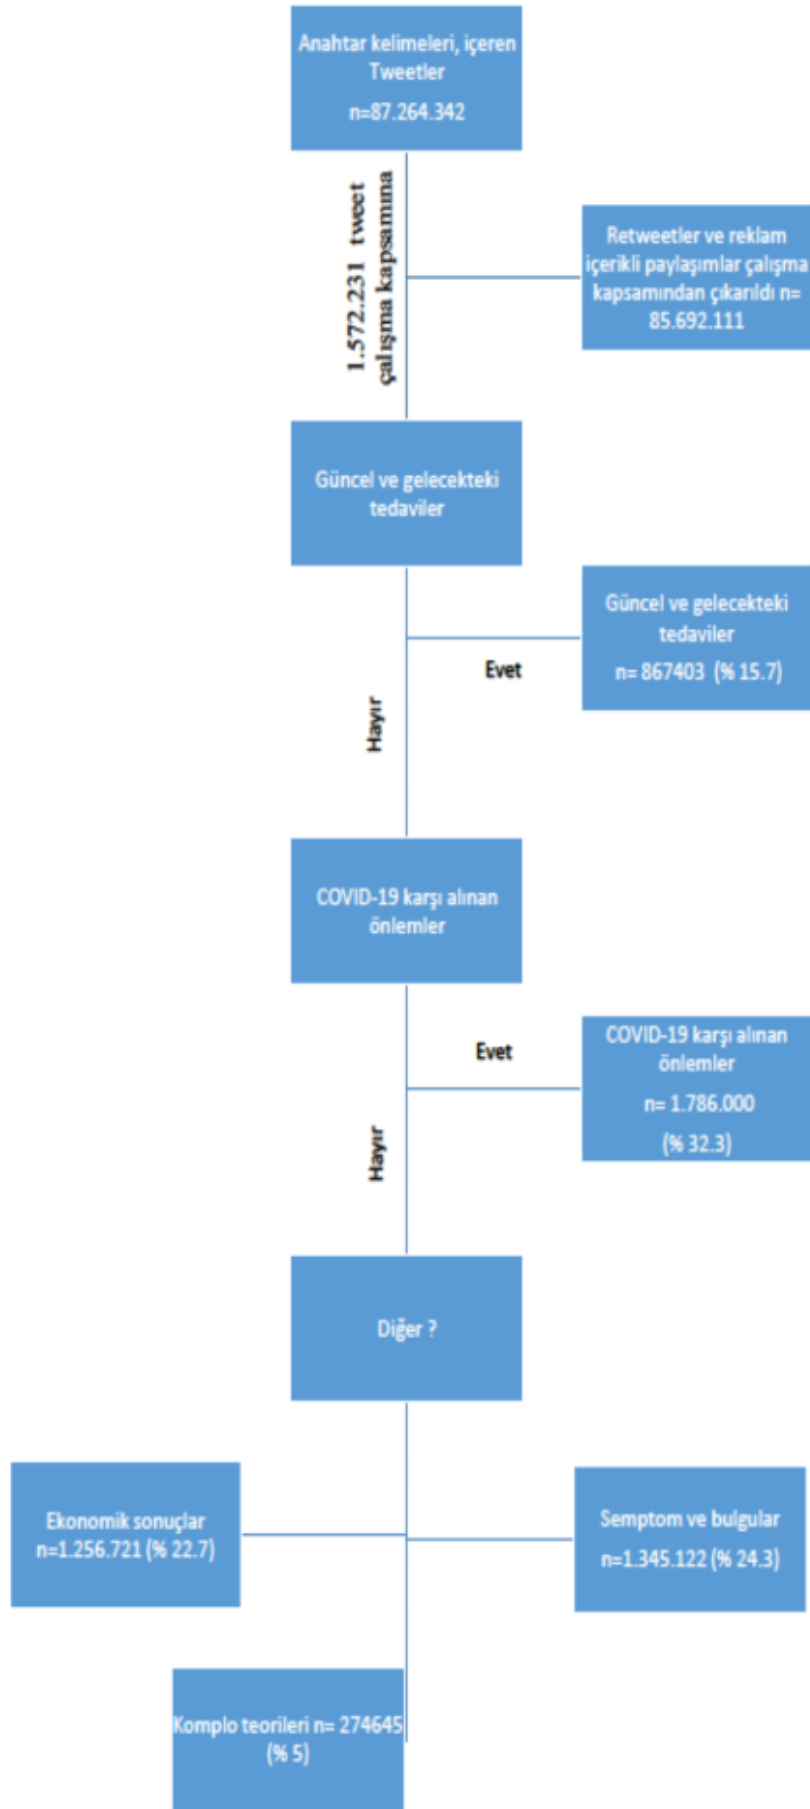 Anahtar kelimeleri, içeren
Tweetler
n=87.264.342
1.572.231 tweet
çalışma kapsamına
Retweetler ve reklam
içerikli paylaşımlar çalışma
kapsamından çıkarıldı n=
85.692.111
Güncel ve gelecekteki
tedaviler
Güncel ve gelecekteki
tedaviler
n= 867403 (% 15.7)
Evet
Hayır
COVID-19 karşı alınan
önlemler
COVID-19 karşı alınan
önlemler
n= 1.786.000
(% 32.3)
Evet
Hayır
Diğer ?
Ekonomik sonuçlar
n=1.256.721 (% 22.7)
Semptom ve bulgular
n=1.345.122 (% 24.3)
Komplo teorileri n= 274645
(% 5)